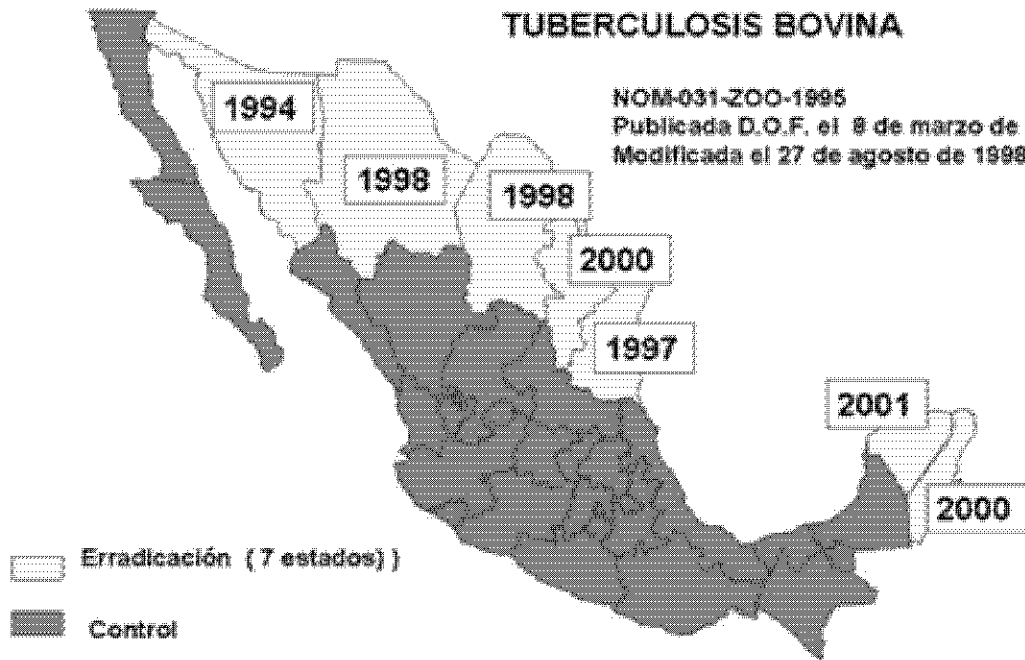 TUBERCULOSIS BOVINA
NOM-031-ZOO-1995
Publicada D.O.F. el 8 de marzo de
Modificada el 27 de agosto de 1998
1994
1998
1998
2000
1997
2001
2000
Erradicación ( 7 estados) )
Control